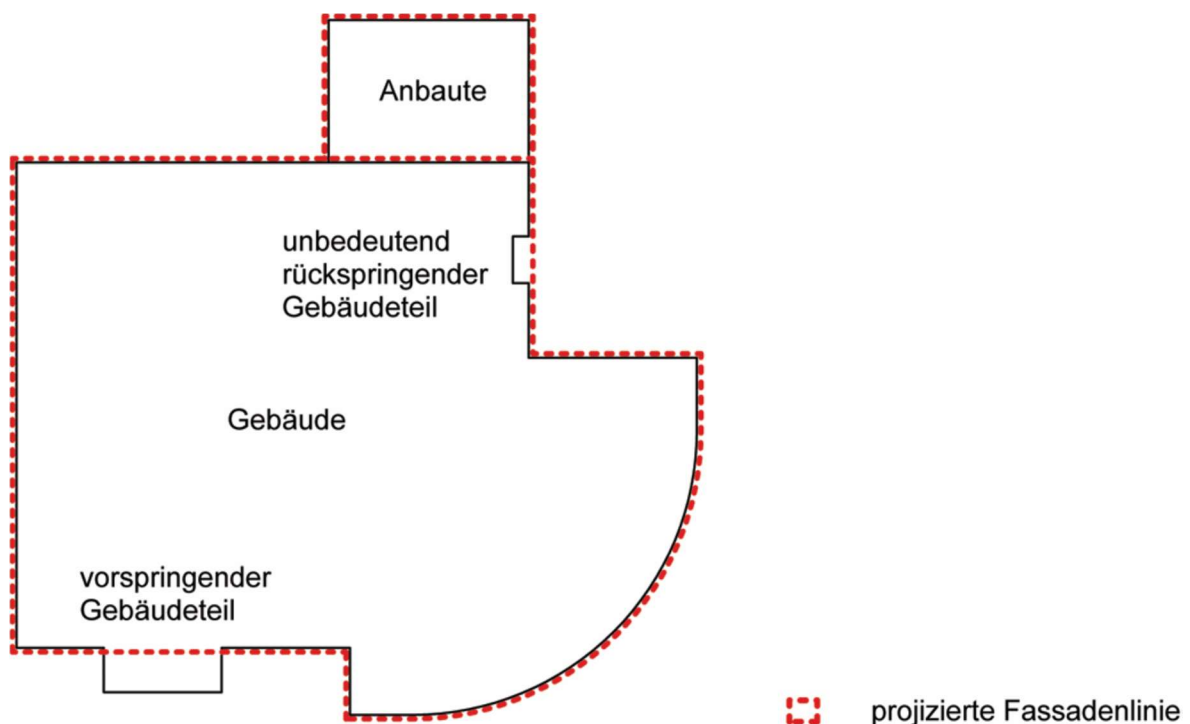 Anbaute
unbedeutend
rückspringender
Gebäudeteil
Gebäude
vorspringender
Gebäudeteil
projizierte Fassadenlinie